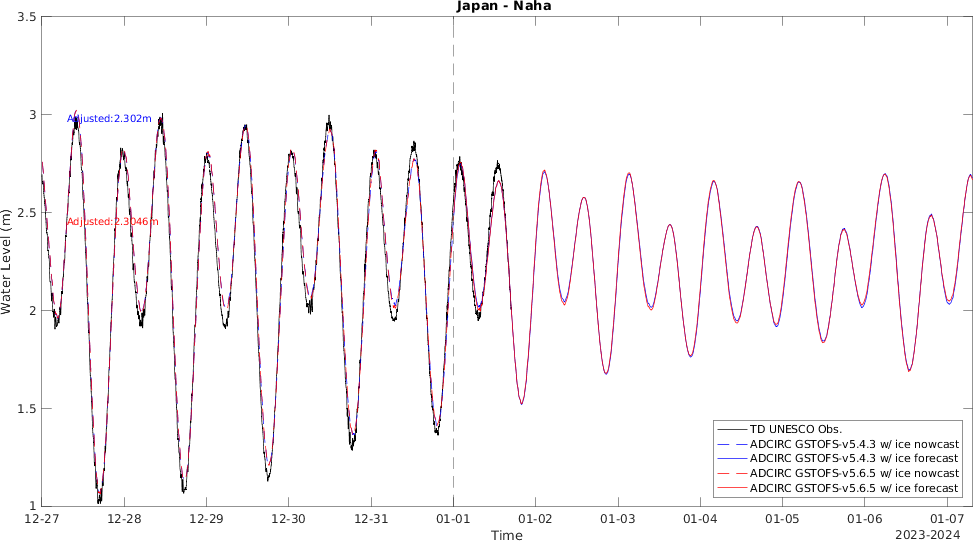 Japan - Naha
3.5
3
2.5
2
1.5
1
Water Level (m)
Adjusted:2.302m
Adjusted:2.3046m
TD UNESCO Obs.
ADCIRC GSTOFS-v5.4.3 w/ ice nowcast
ADCIRC GSTOFS-v5.4.3 w/ ice forecast
ADCIRC GSTOFS-v5.6.5 w/ ice nowcast
ADCIRC GSTOFS-v5.6.5 w/ ice forecast
12-27 12-28 12-29 12-30 12-31 01-01 01-02 01-03 01-04 01-05 01-06 01-07
Time
2023-2024